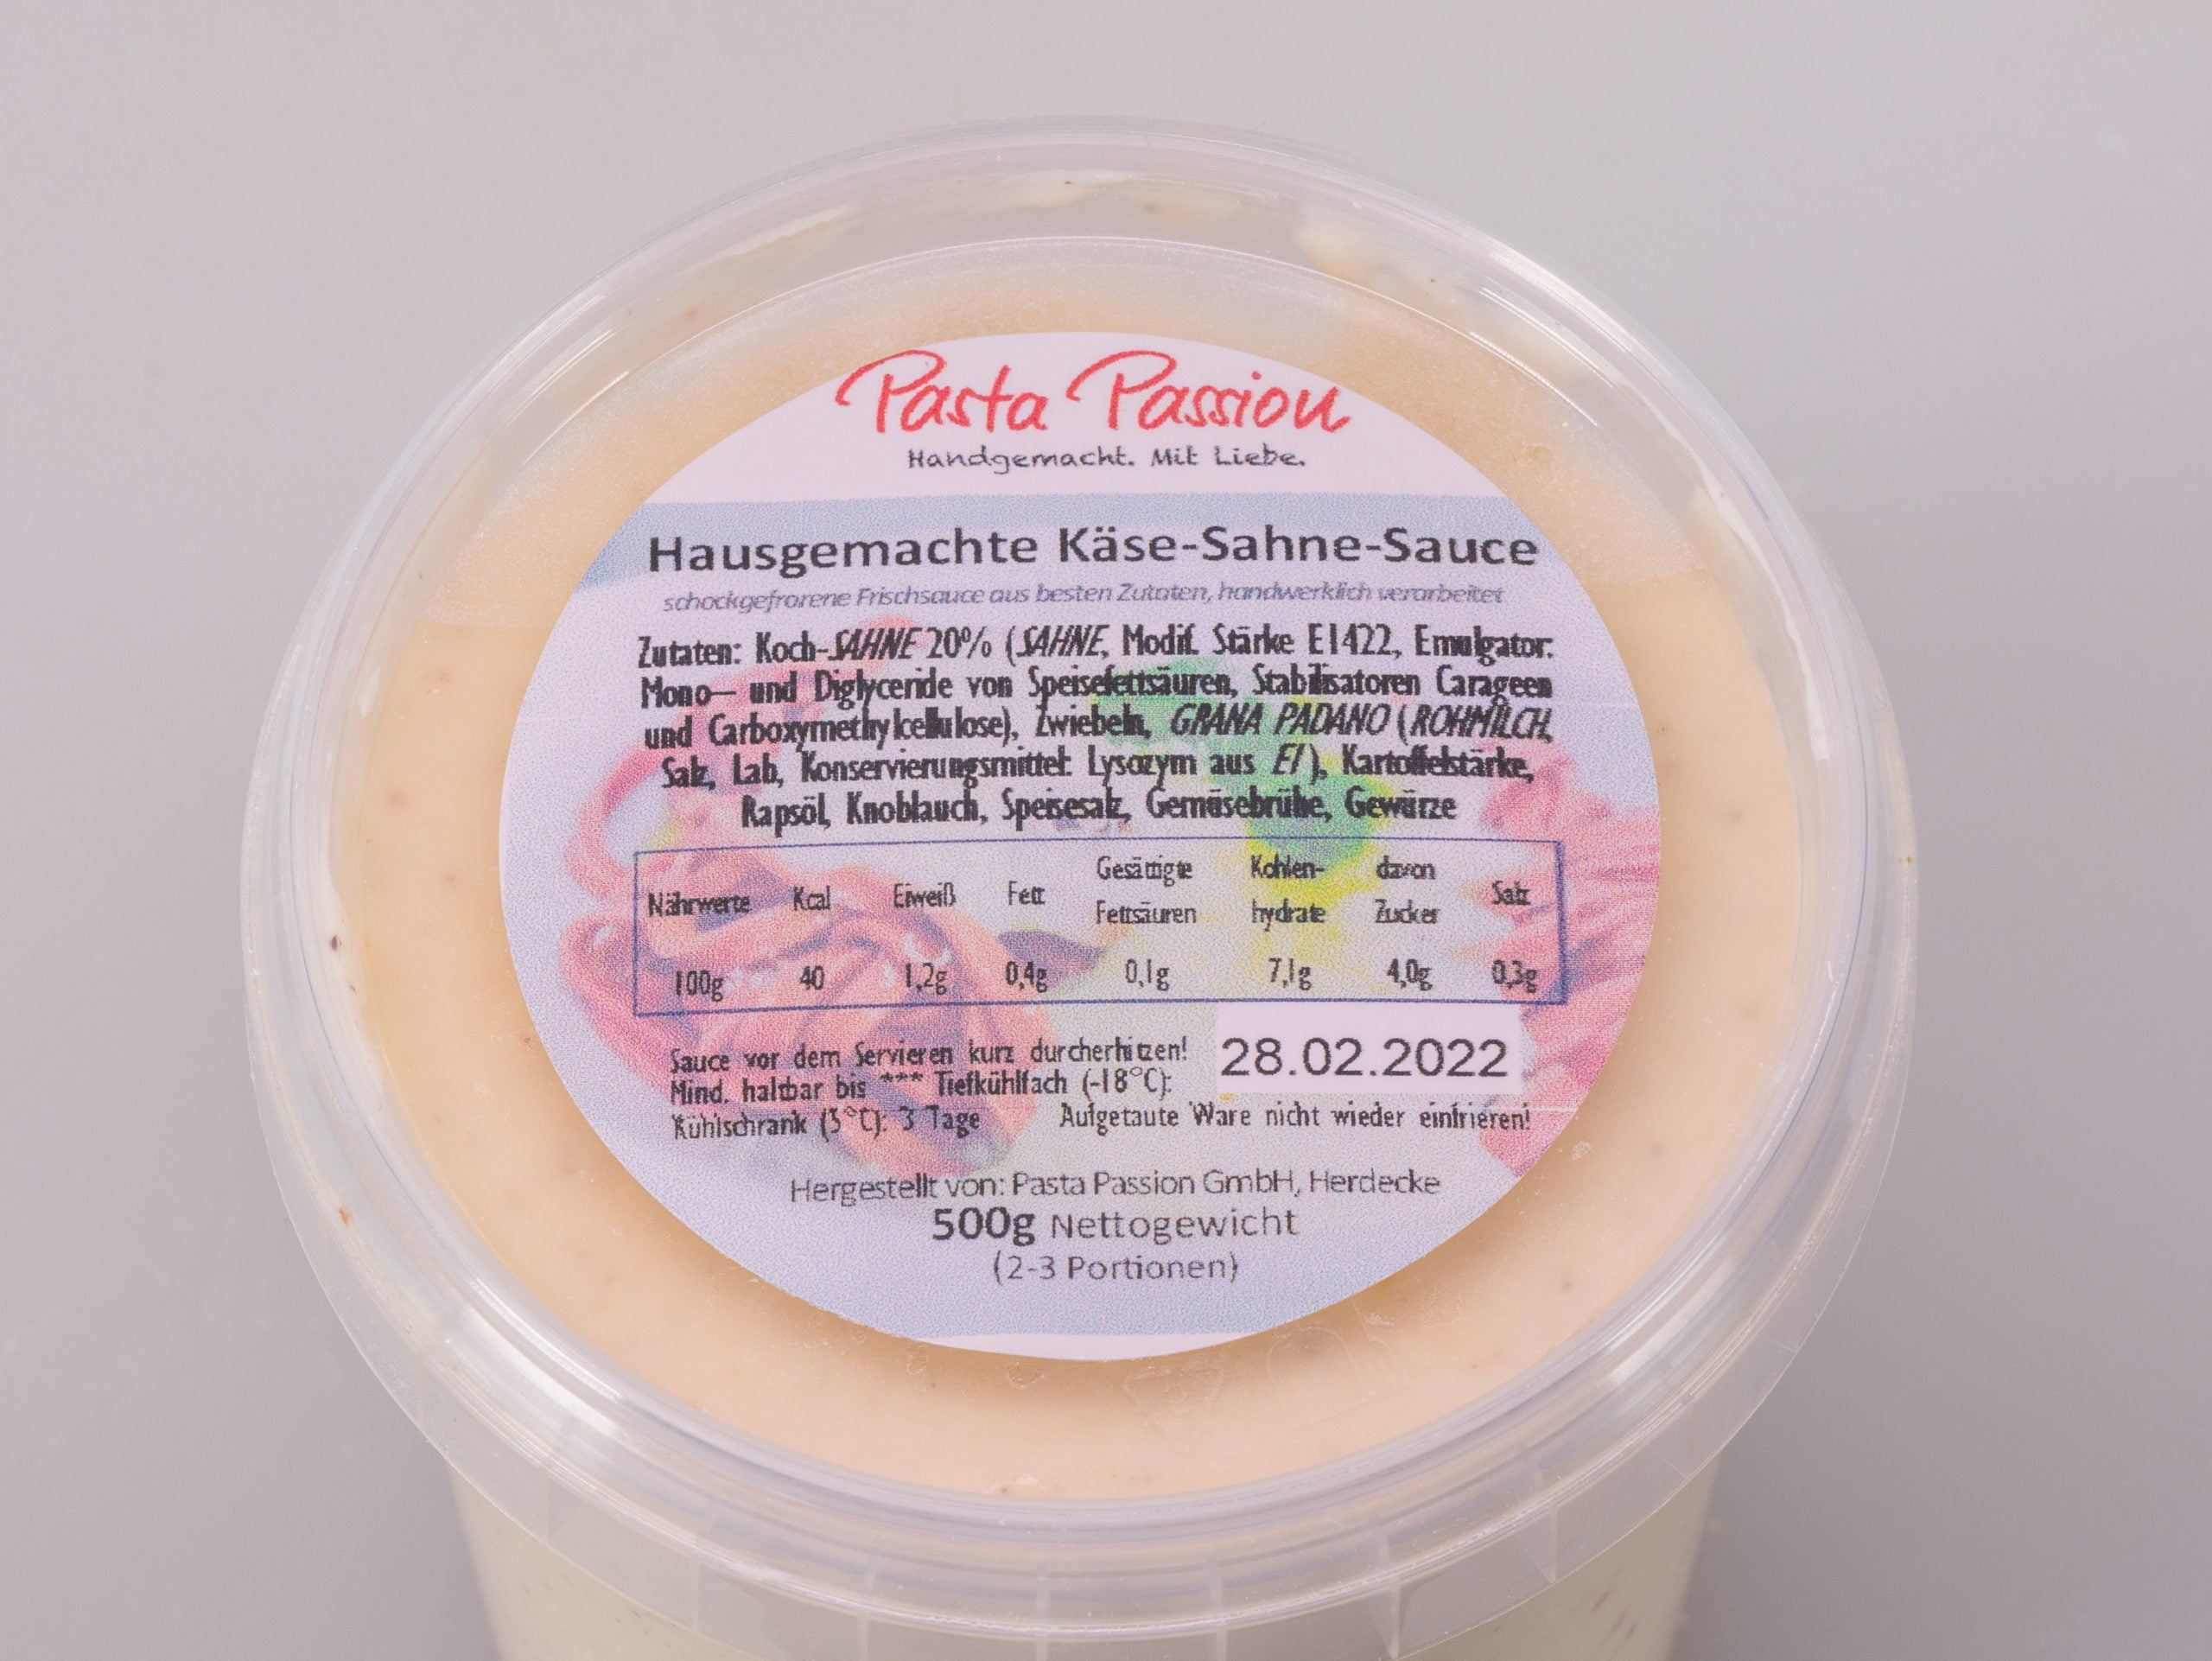 Pasta Passion
Handgemacht. Mit Liebe.
Hausgemachte Käse-Sahne-Sauce
schockgefrorene Frischsauce aus besten Zutaten, handwerklich verarbeitet
Zutaten: Koch-SAHNE 20% (SAHNE, Modif. Stärke E1422, Emulgator:
Mono— und Diglyceride von Speisefettsäuren, Stabilisatoren Carageen
und Carboxymethylcellulose), Zwiebeln, GRANA PADANO (ROHMILCH,
Salz, Lab, Konservierungsmittel: Lysozym aus EI), Kartoffelstärke,
Rapsöl, Knoblauch, Speisesalz, Gemüsebrühe, Gewürze
Nährwerte Kcal Eiweiß Fett Gesättigte Fettsäuren Kohlen-hydrate davon Zucker Salz
100g 40 1,2g 0,4g 0,1g 7,1g 4,0g 0,3g
Sauce vor dem Servieren kurz durcherhitzen!
Mind. haltbar bis *** Tiefkühlfach (-18°C): 28.02.2022
Kühlschrank (5°C): 3 Tage Aufgetaute Ware nicht wieder einfrieren!
Hergestellt von: Pasta Passion GmbH, Herdecke
500g Nettogewicht
(2-3 Portionen)